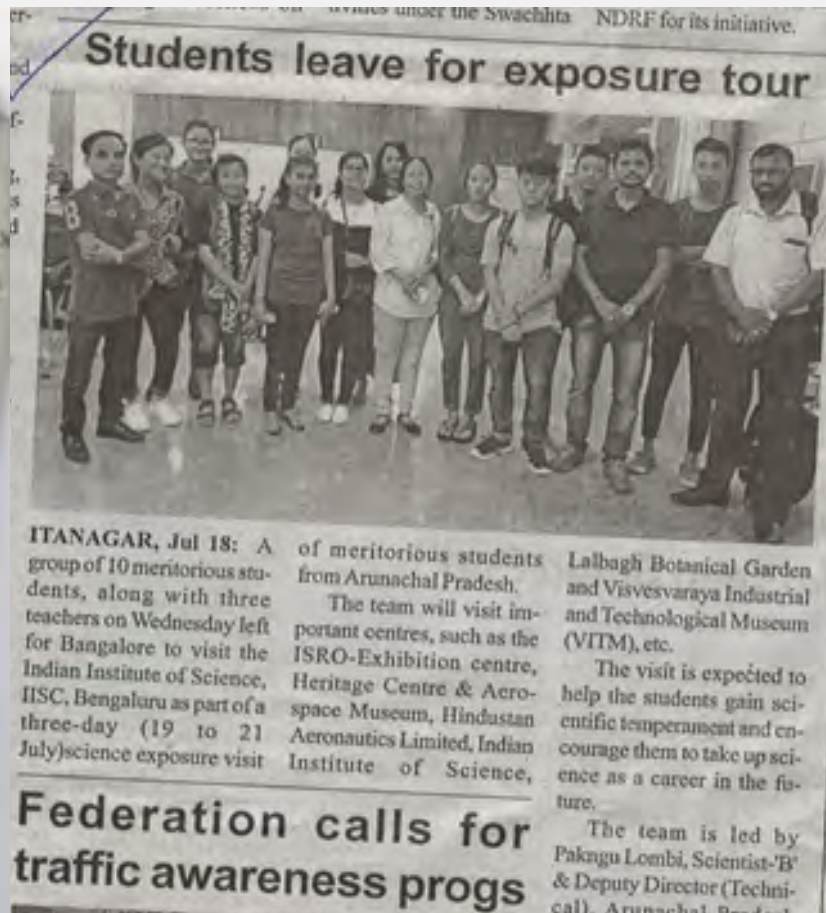 tivities under the Swachhta
NDRF for its initiative.
Students leave for exposure tour
B
ITANAGAR, Jul 18: A
group of 10 meritorious stu-
dents, along with three
teachers on Wednesday left
for Bangalore to visit the
Indian Institute of Science,
IISC, Bengaluru as part of a
three-day (19 to 21
July)science exposure visit
of meritorious students
from Arunachal Pradesh.
The team will visit im-
portant centres, such as the
ISRO-Exhibition centre,
Heritage Centre & Aero-
space Museum, Hindustan
Aeronautics Limited, Indian
Institute of Science,
Lalbagh Botanical Garden
and Visvesvaraya Industrial
and Technological Museum
(VITM), etc.
The visit is expected to
help the students gain sci-
entific temperament and en-
courage them to take up sci-
ence as a career in the fu-
ture.
The team is led by
Pakngu Lombi, Scientist-'B'
& Deputy Director (Techni-
cal), Arunachal Pradesh
Federation calls for
traffic awareness progs